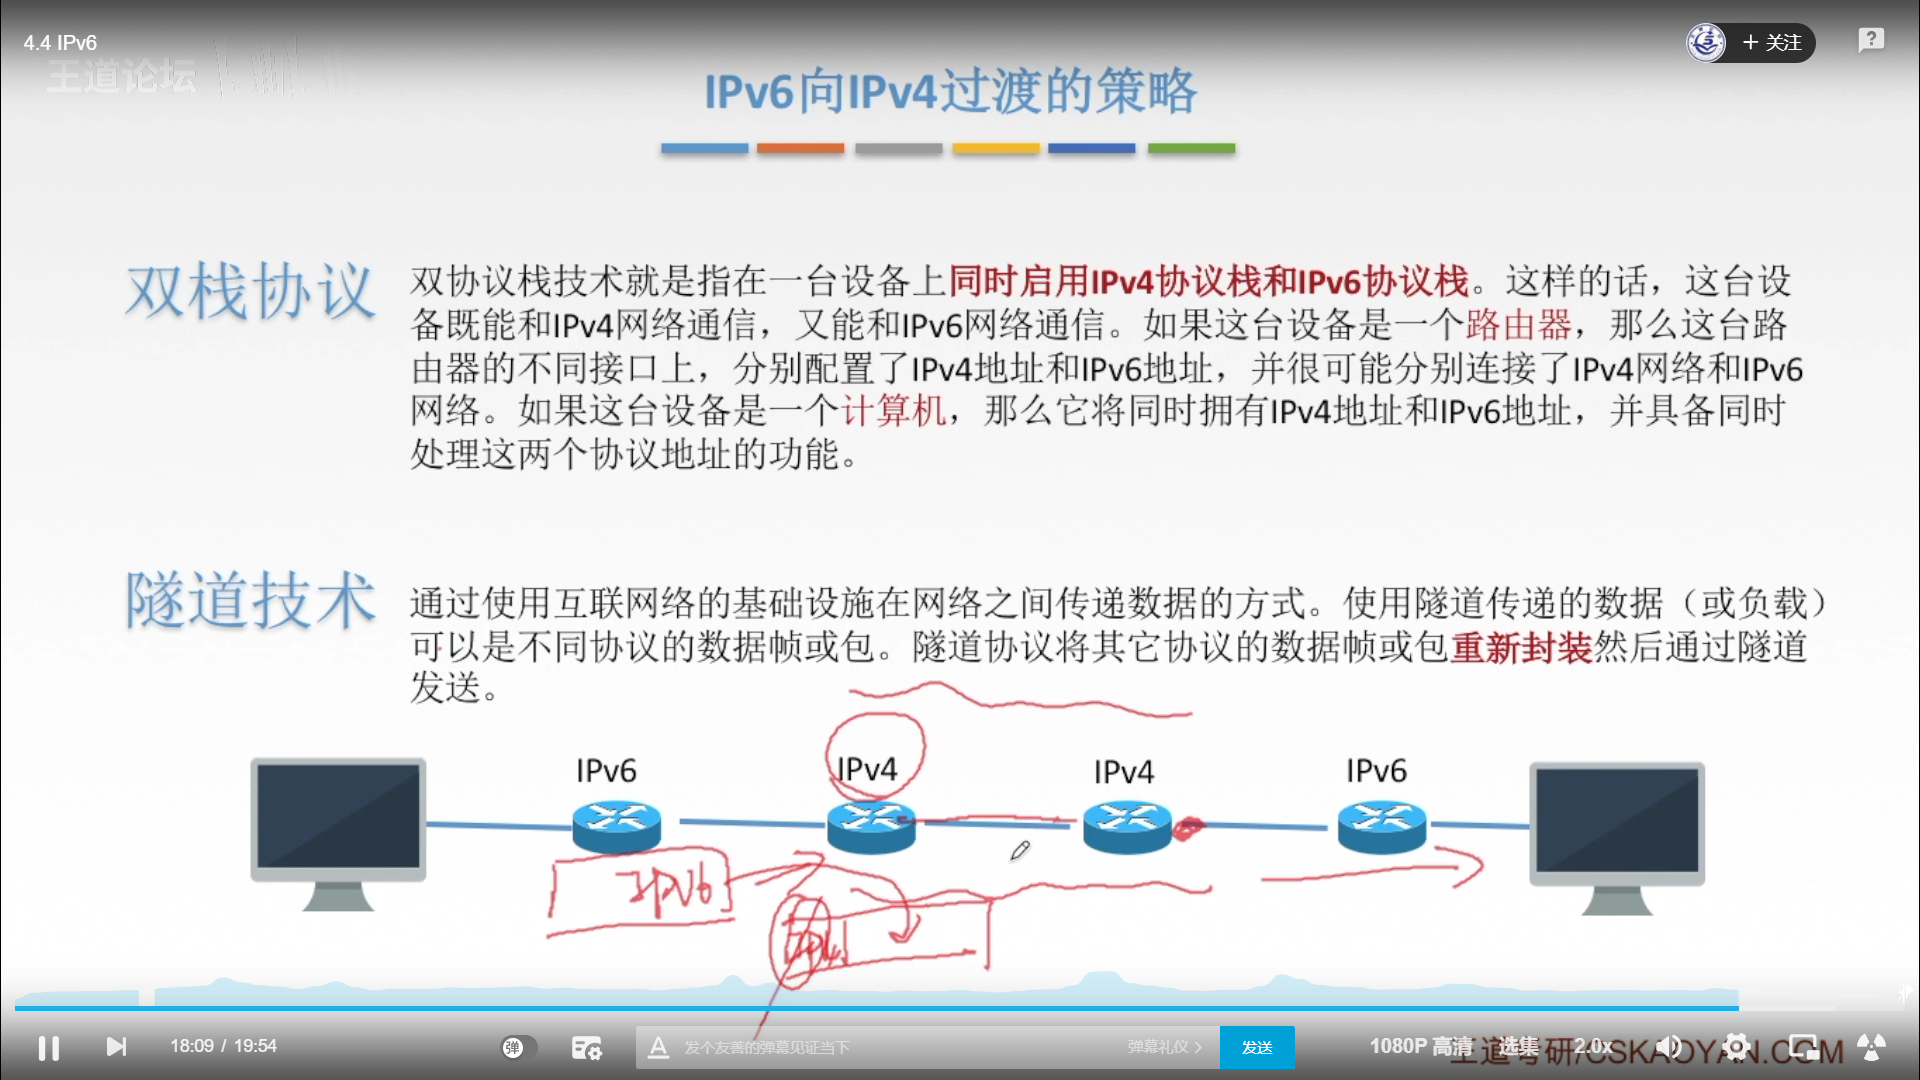 4.4 IPv6
关注
王道论坛
IPv6向IPv4过渡的策略
双栈协议
双协议栈技术就是指在一台设备上同时启用IPv4协议栈和IPv6协议栈。这样的话，这台设
备既能和IPv4网络通信，又能和IPv6网络通信。如果这台设备是一个路由器，那么这台路
由器的不同接口上，分别配置了IPv4地址和IPv6地址，并很可能分别连接了IPv4网络和IPv6
网络。如果这台设备是一个计算机，那么它将同时拥有IPv4地址和IPv6地址，并具备同时
处理这两个协议地址的功能。
隧道技术
通过使用互联网络的基础设施在网络之间传递数据的方式。使用隧道传递的数据（或负载）
可以是不同协议的数据帧或包。隧道协议将其它协议的数据帧或包重新封装然后通过隧道
发送。
IPv6 IPv4 IPv4 IPv6
IPV6
18:09 / 19:54
弹
发个友善的弹幕见证当下
弹幕礼仪
发送
1080P 高清 选集 2.0x
王道考研/CSKAOYAN.COM